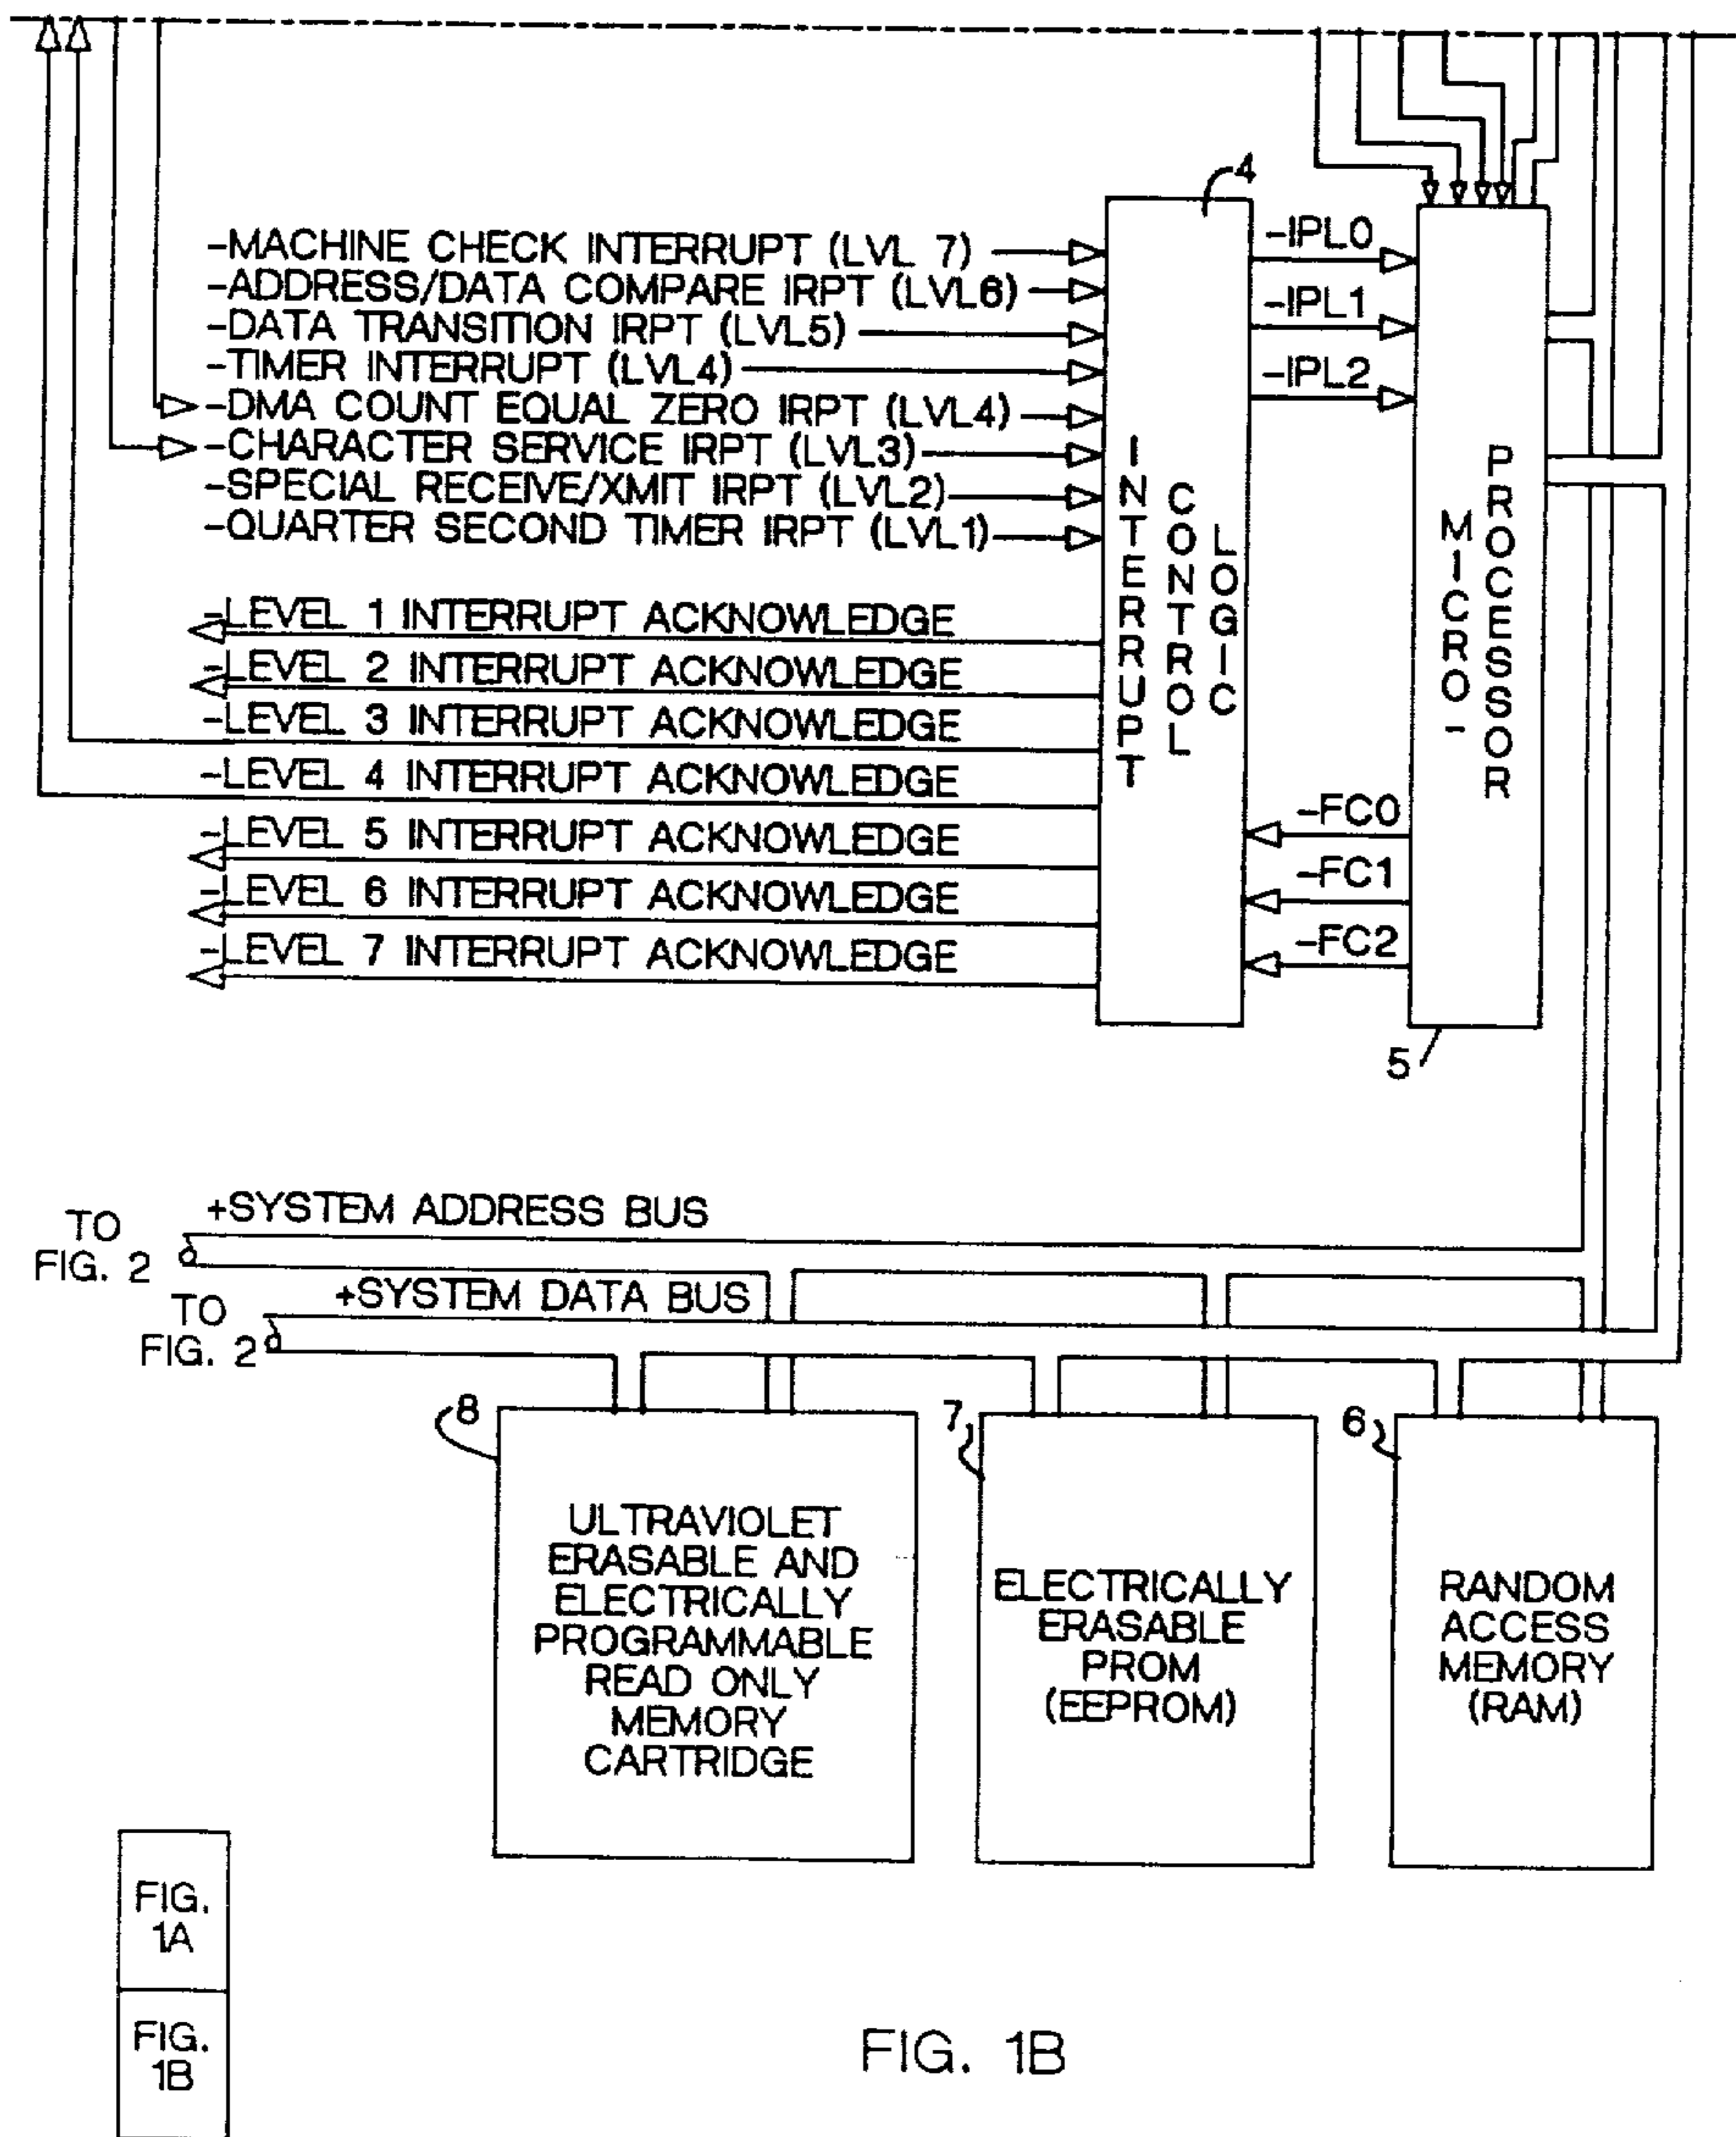 4
-MACHINE CHECK INTERRUPT (LVL 7)
-ADDRESS/DATA COMPARE IRPT (LVL6)
-DATA TRANSITION IRPT (LVL5)
-TIMER INTERRUPT (LVL4)
-DMA COUNT EQUAL ZERO IRPT (LVL4)
-CHARACTER SERVICE IRPT (LVL3)
-SPECIAL RECEIVE/XMIT IRPT (LVL2)
-QUARTER SECOND TIMER IRPT (LVL1)
-LEVEL 1 INTERRUPT ACKNOWLEDGE
-LEVEL 2 INTERRUPT ACKNOWLEDGE
-LEVEL 3 INTERRUPT ACKNOWLEDGE
-LEVEL 4 INTERRUPT ACKNOWLEDGE
-LEVEL 5 INTERRUPT ACKNOWLEDGE
-LEVEL 6 INTERRUPT ACKNOWLEDGE
-LEVEL 7 INTERRUPT ACKNOWLEDGE
INTERRUPT
CONTROL
LOGIC
-IPL0
-IPL1
-IPL2
-FC0
-FC1
-FC2
MICRO-
PROCESSOR
5
+SYSTEM ADDRESS BUS
TO
FIG. 2
+SYSTEM DATA BUS
TO
FIG. 2
8
ULTRAVIOLET
ERASABLE AND
ELECTRICALLY
PROGRAMMABLE
READ ONLY
MEMORY
CARTRIDGE
7
ELECTRICALLY
ERASABLE
PROM
(EEPROM)
6
RANDOM
ACCESS
MEMORY
(RAM)
FIG.
1A
FIG.
1B
FIG. 1B